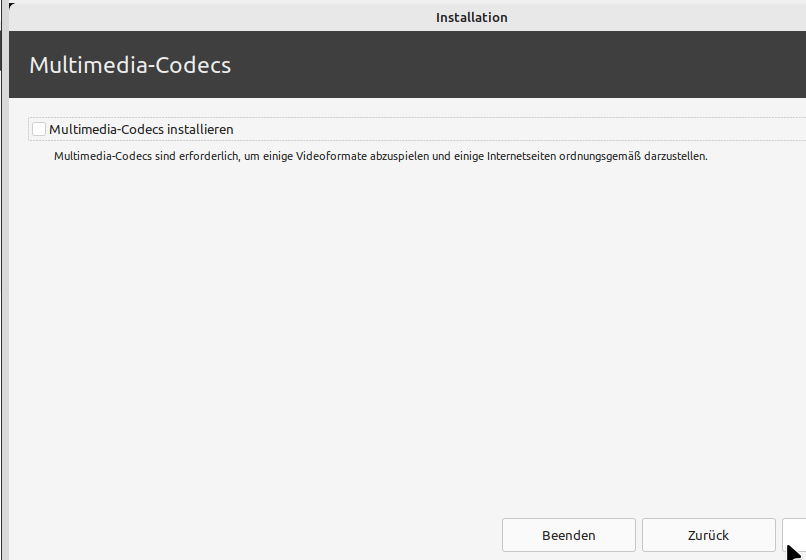 Installation
Multimedia-Codecs
Multimedia-Codecs installieren
Multimedia-Codecs sind erforderlich, um einige Videoformate abzuspielen und einige Internetseiten ordnungsgemäß darzustellen.
Beenden
Zurück